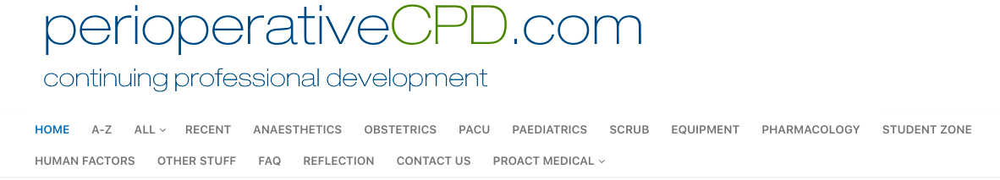 perioperativeCPD.com
continuing professional development
HOME A-Z ALL RECENT ANAESTHETICS OBSTETRICS PACU PAEDIATRICS SCRUB EQUIPMENT PHARMACOLOGY STUDENT ZONE
HUMAN FACTORS OTHER STUFF FAQ REFLECTION CONTACT US PROACT MEDICAL